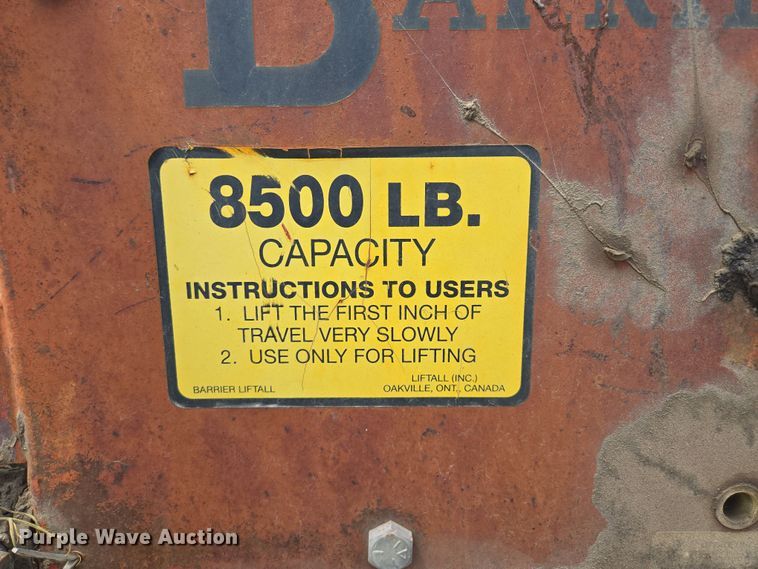 8500 LB.
CAPACITY
INSTRUCTIONS TO USERS
1. LIFT THE FIRST INCH OF
TRAVEL VERY SLOWLY
2. USE ONLY FOR LIFTING
BARRIER LIFTALL
LIFTALL (INC.)
OAKVILLE, ONT., CANADA
Purple Wave Auction